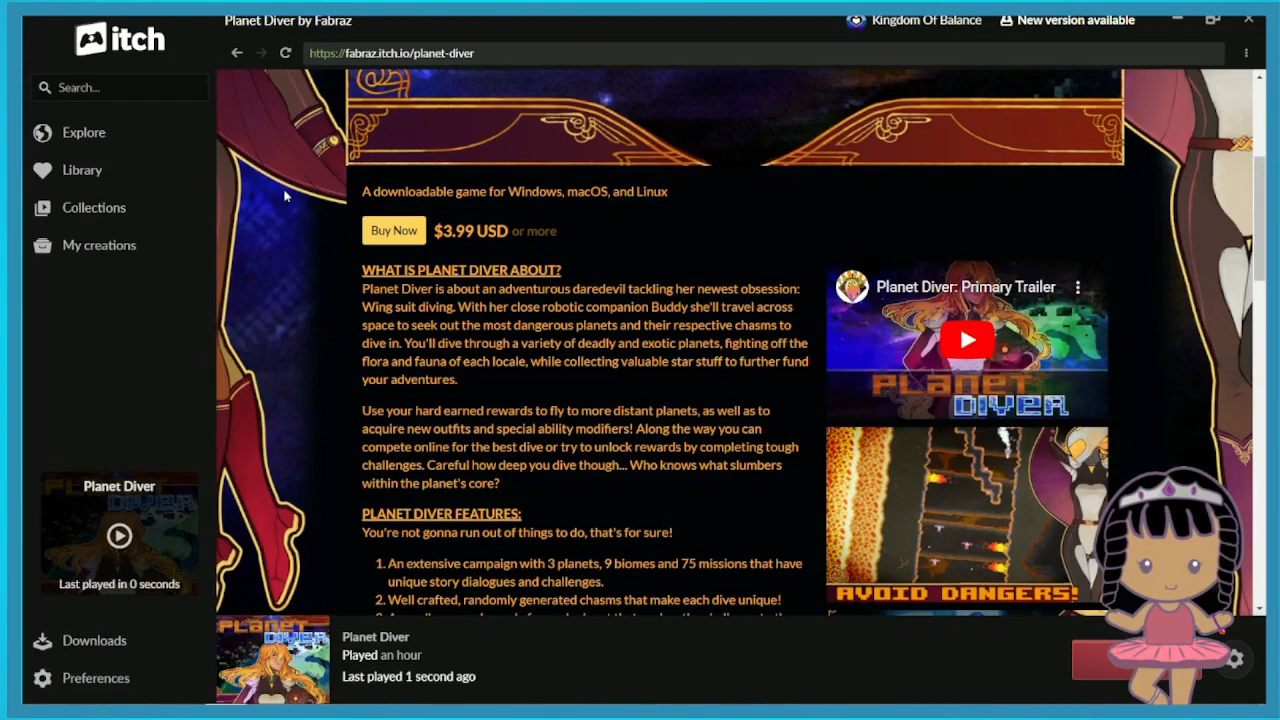 Planet Diver by Fabraz
Kingdom Of Balance
New version available
itch
https://fabraz.itch.io/planet-diver
Search...
Explore
Library
Collections
My creations
A downloadable game for Windows, macOS, and Linux
Buy Now
$3.99 USD or more
WHAT IS PLANET DIVER ABOUT?
Planet Diver is about an adventurous daredevil tackling her newest obsession:
Wing suit diving. With her close robotic companion Buddy she'll travel across
space to seek out the most dangerous planets and their respective chasms to
dive in. You'll dive through a variety of deadly and exotic planets, fighting off the
flora and fauna of each locale, while collecting valuable star stuff to further fund
your adventures.
Use your hard earned rewards to fly to more distant planets, as well as to
acquire new outfits and special ability modifiers! Along the way you can
compete online for the best dive or try to unlock rewards by completing tough
challenges. Careful how deep you dive though... Who knows what slumbers
within the planet's core?
PLANET DIVER FEATURES:
You're not gonna run out of things to do, that's for sure!
1. An extensive campaign with 3 planets, 9 biomes and 75 missions that have
unique story dialogues and challenges.
2. Well crafted, randomly generated chasms that make each dive unique!
Planet Diver: Primary Trailer
PLANET
DIVER
AVOID DANGERS!
Planet Diver
Last played in 0 seconds
Downloads
Preferences
PLANET
DIVER
Planet Diver
Played an hour
Last played 1 second ago